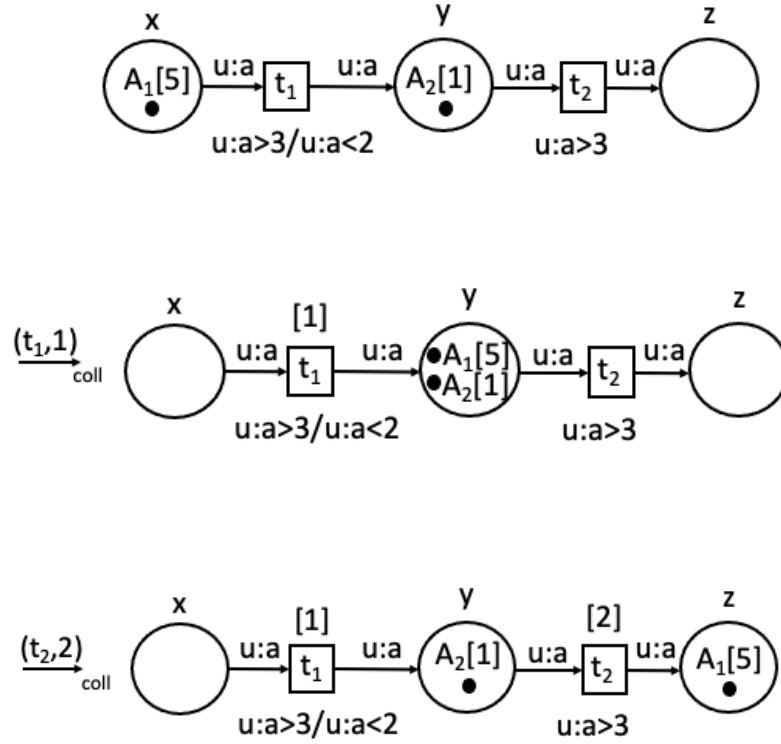 x y z
A₁[5] u:a t₁ u:a A₂[1] u:a t₂ u:a
u:a>3/u:a<2 u:a>3
x [1] y z
(t₁,1) coll u:a t₁ u:a A₁[5] u:a t₂ u:a
A₂[1]
u:a>3/u:a<2 u:a>3
x [1] y [2] z
(t₂,2) coll u:a t₁ u:a A₂[1] u:a t₂ u:a A₁[5]
u:a>3/u:a<2 u:a>3